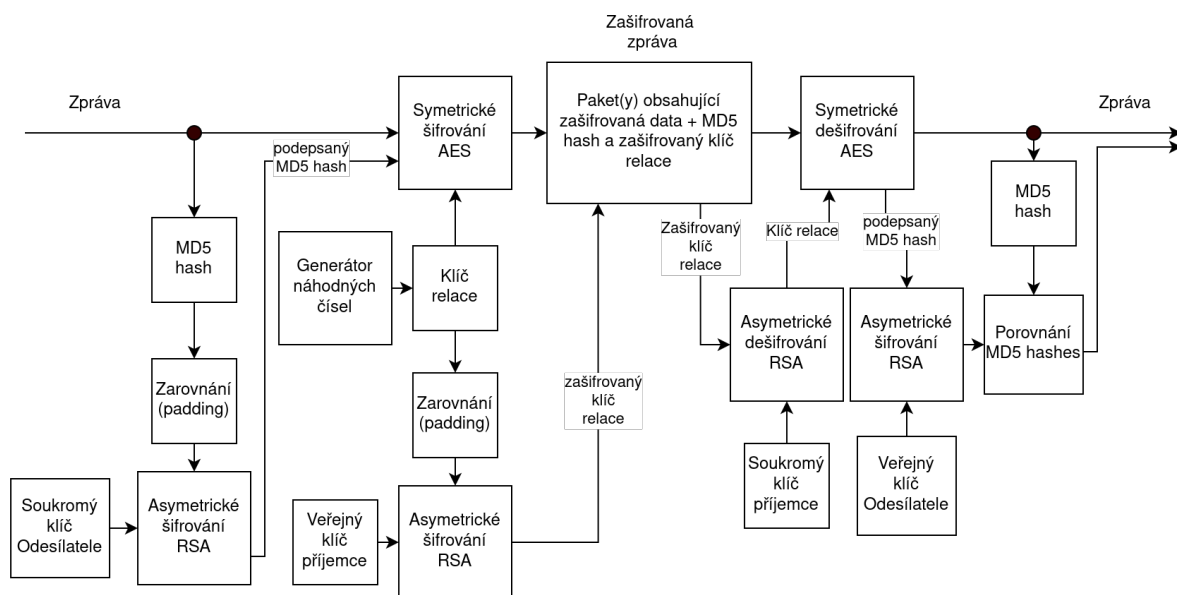 Zašifrovaná
zpráva
Zpráva
Symetrické
šifrování
AES
Paket(y) obsahující
zašifrovaná data + MD5
hash a zašifrovaný klíč
relace
Symetrické
dešifrování
AES
Zpráva
podepsaný
MD5 hash
MD5
hash
Generátor
náhodných
čísel
Klíč
relace
Zašifrovaný
klíč
relace
Klíč relace
podepsaný
MD5 hash
MD5
hash
Asymetrické
dešifrování
RSA
Asymetrické
šifrování
RSA
Porovnání
MD5 hashes
Zarovnání
(padding)
Zarovnání
(padding)
zašifrovaný
klíč
relace
Soukromý
klíč
příjemce
Veřejný
klíč
Odesílatele
Soukromý
klíč
Odesílatele
Asymetrické
šifrování
RSA
Veřejný
klíč
příjemce
Asymetrické
šifrování
RSA